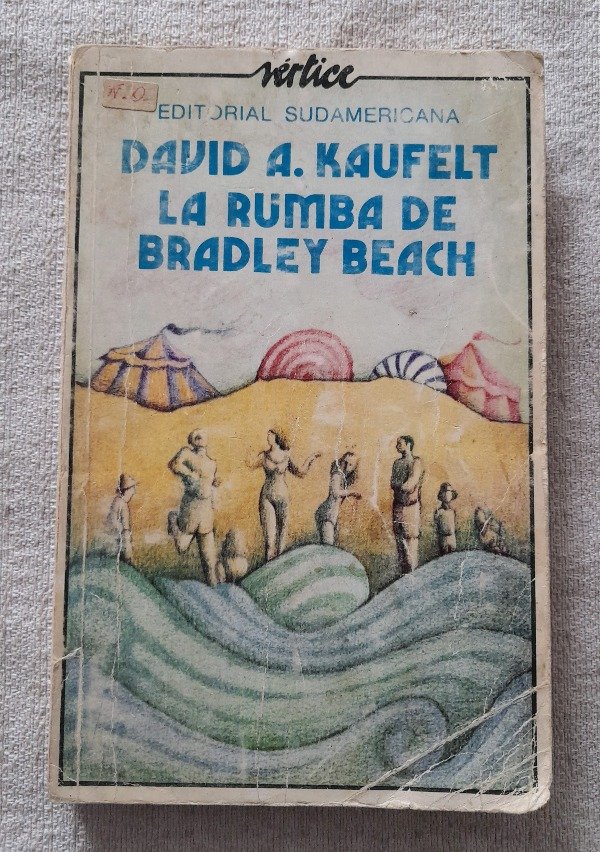 vértice
EDITORIAL SUDAMERICANA
DAVID A. KAUFELT
LA RUMBA DE
BRADLEY BEACH